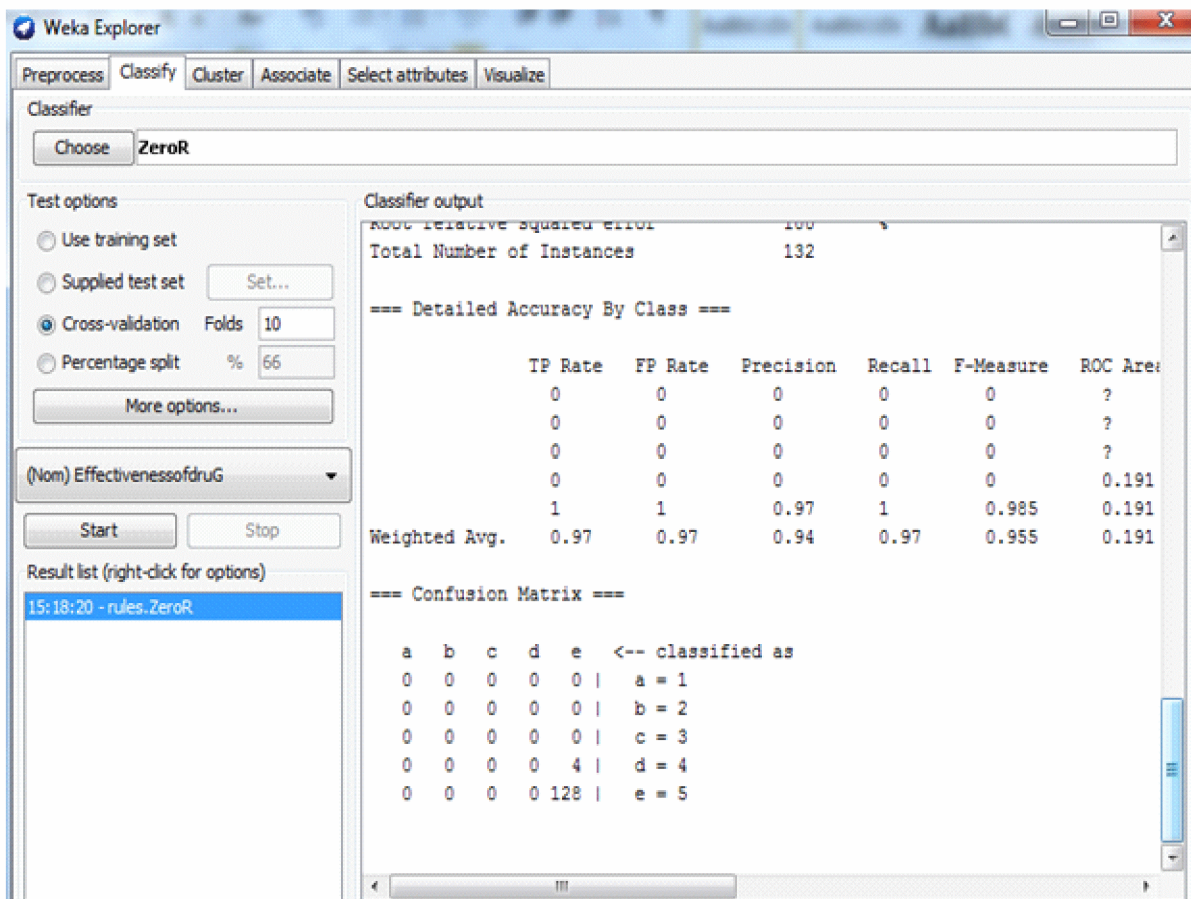 Weka Explorer
Preprocess Classify Cluster Associate Select attributes Visualize
Classifier
Choose ZeroR
Test options
Use training set
Supplied test set Set...
Cross-validation Folds 10
Percentage split % 66
More options...
(Nom) EffectivenessofdruG
Start Stop
Result list (right-click for options)
15:18:20 - rules.ZeroR
Classifier output
Root relative squared error 100 %
Total Number of Instances 132
=== Detailed Accuracy By Class ===
TP Rate FP Rate Precision Recall F-Measure ROC Area
0 0 0 0 0 ?
0 0 0 0 0 ?
0 0 0 0 0 ?
0 0 0 0 0 0.191
1 1 0.97 1 0.985 0.191
Weighted Avg. 0.97 0.97 0.94 0.97 0.955 0.191
=== Confusion Matrix ===
a b c d e <-- classified as
0 0 0 0 0 | a = 1
0 0 0 0 0 | b = 2
0 0 0 0 0 | c = 3
0 0 0 0 4 | d = 4
0 0 0 0 128 | e = 5